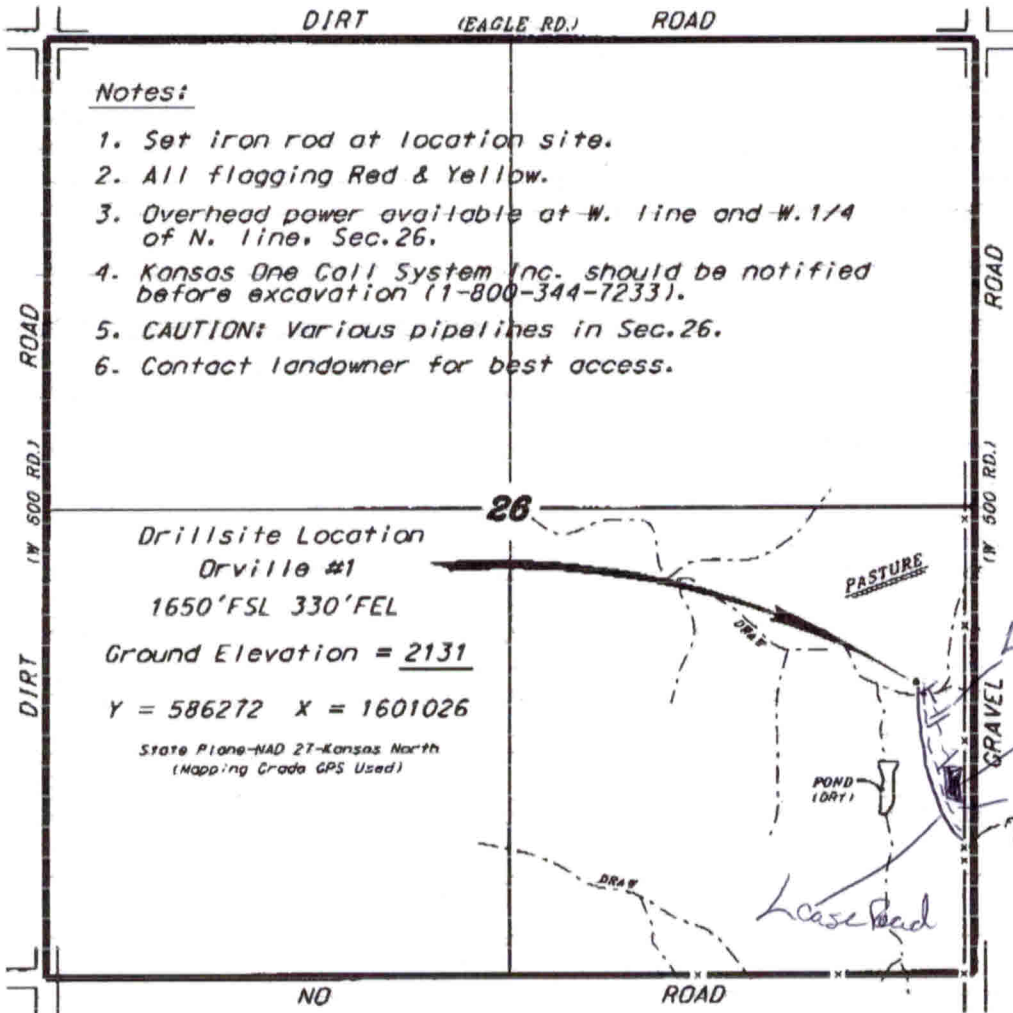 DIRT (EAGLE RD.) ROAD
Notes:
1. Set iron rod at location site.
2. All flagging Red & Yellow.
3. Overhead power available at W. line and W.1/4
of N. line, Sec.26.
4. Kansas One Call System Inc. should be notified
before excavation (1-800-344-7233).
5. CAUTION: Various pipelines in Sec.26.
6. Contact landowner for best access.
DIRT (W 600 RD.) ROAD
GRAVEL (W 500 RD.) ROAD
26
Drillsite Location
Orville #1
1650'FSL 330'FEL
Ground Elevation = 2131
Y = 586272 X = 1601026
State Plane-NAD 27-Kansas North
(Mapping Grade GPS Used)
PASTURE
DRAW
POND
(DRY)
DRAW
Lease Road
NO ROAD